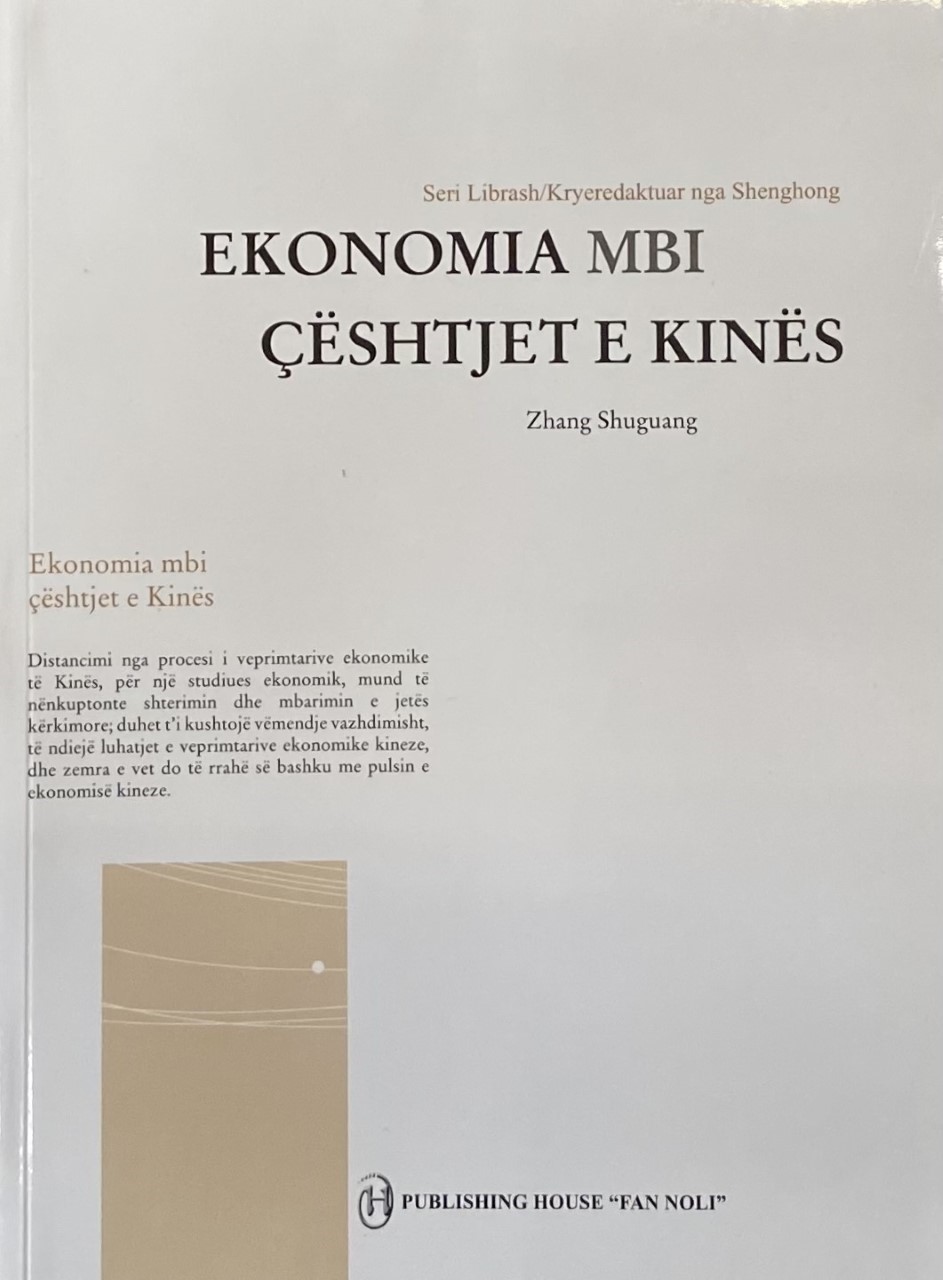 Seri Librash/Kryeredaktuar nga Shenghong
EKONOMIA MBI
ÇËSHTJET E KINËS
Zhang Shuguang
Ekonomia mbi
çështjet e Kinës
Distancimi nga procesi i veprimtarive ekonomike
të Kinës, për një studiues ekonomik, mund të
nënkuptonte shterimin dhe mbarimin e jetës
kërkimore; duhet t'i kushtojë vëmendje vazhdimisht,
të ndiejë luhatjet e veprimtarive ekonomike kineze,
dhe zemra e vet do të rrahë së bashku me pulsin e
ekonomisë kineze.
PUBLISHING HOUSE “FAN NOLI”